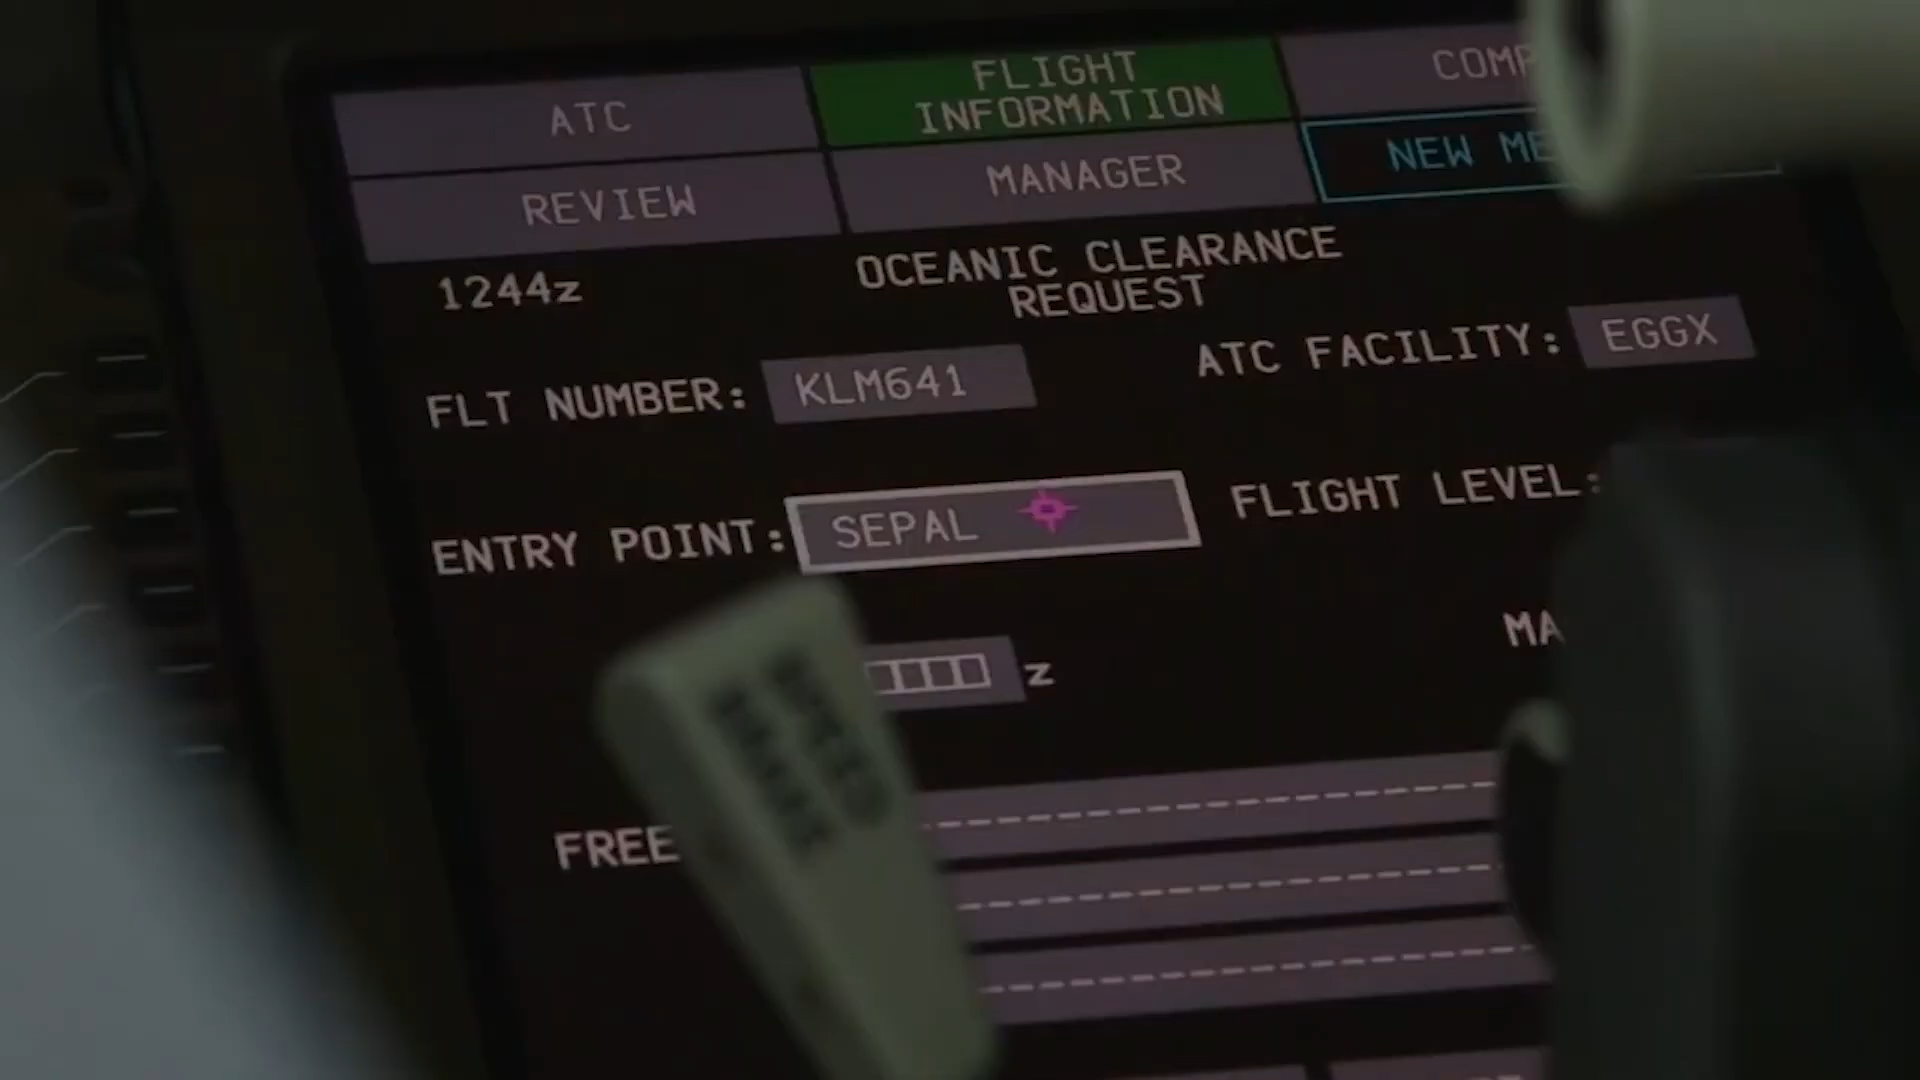 ATC
FLIGHT
INFORMATION
COMP
REVIEW
MANAGER
NEW ME
1244z
OCEANIC CLEARANCE
REQUEST
FLT NUMBER: KLM641
ATC FACILITY: EGGX
ENTRY POINT: SEPAL
FLIGHT LEVEL:
z
MA
FREE